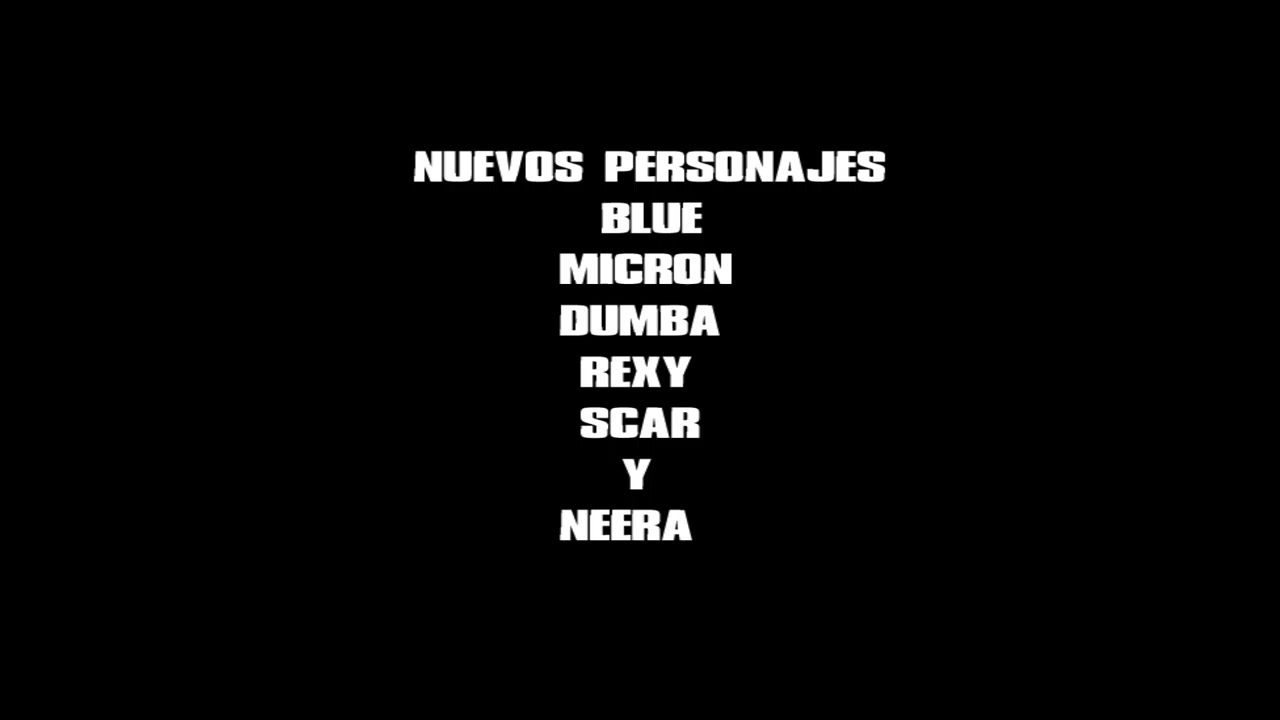 NUEVOS PERSONAJES
BLUE
MICRON
DUMBA
REXY
SCAR
Y
NEERA